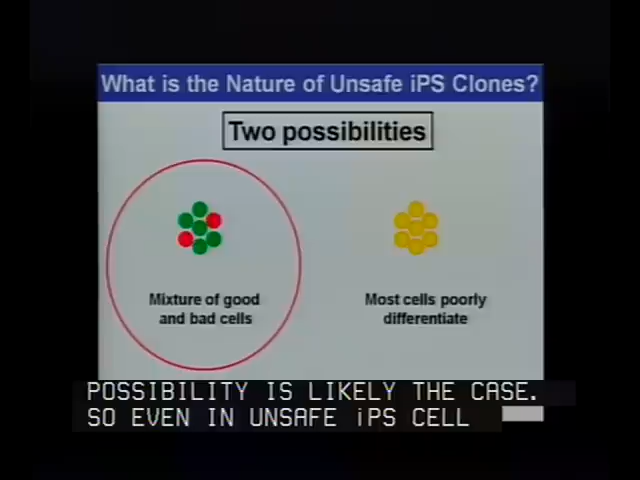 What is the Nature of Unsafe iPS Clones?
Two possibilities
Mixture of good
and bad cells
Most cells poorly
differentiate
POSSIBILITY IS LIKELY THE CASE.
SO EVEN IN UNSAFE iPS CELL